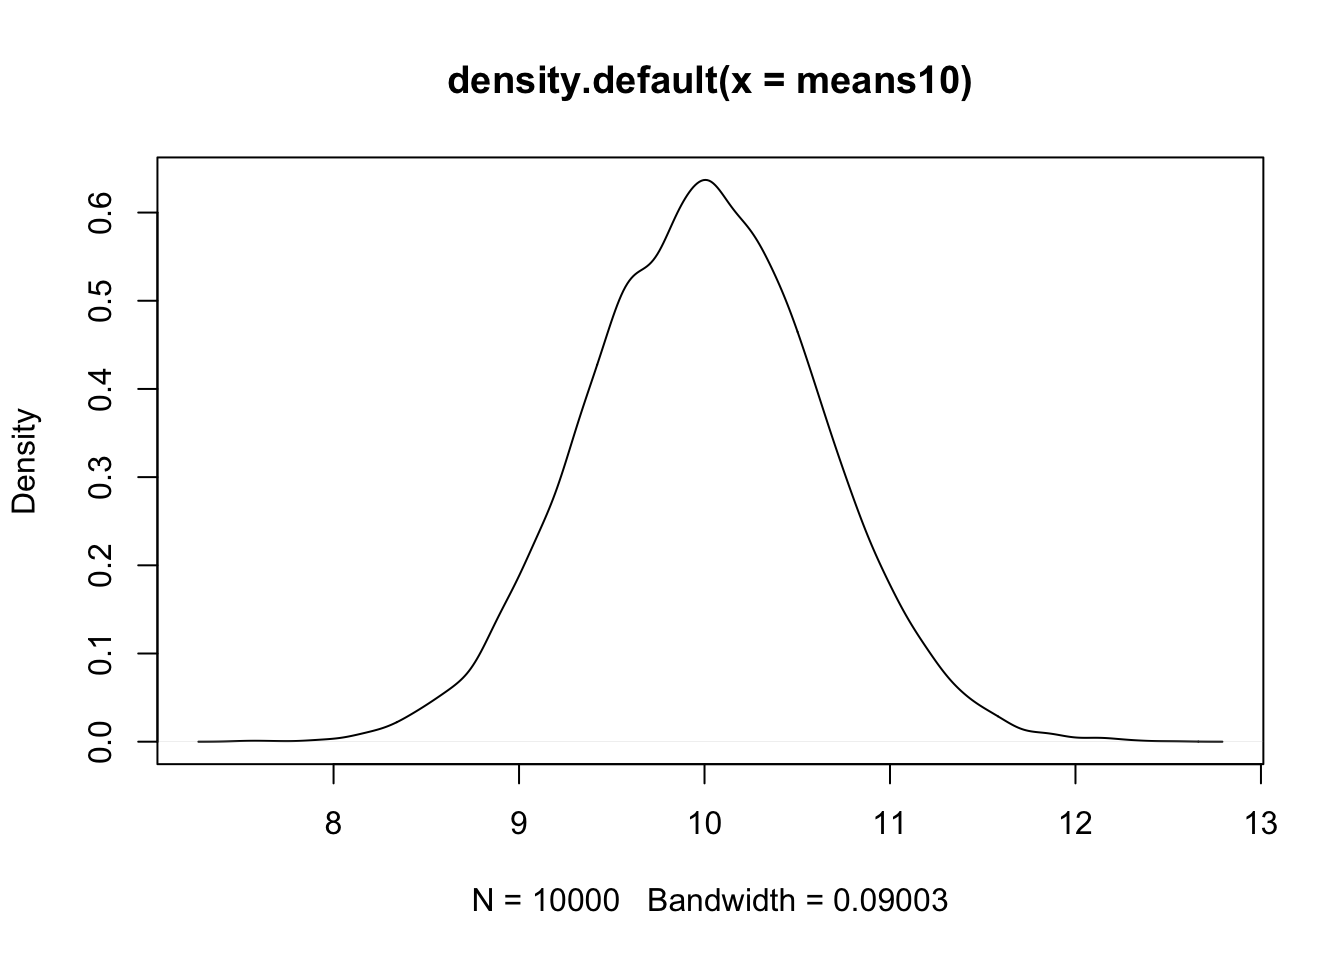 density.default(x = means10)
Density
0.0 0.1 0.2 0.3 0.4 0.5 0.6
8 9 10 11 12 13
N = 10000 Bandwidth = 0.09003